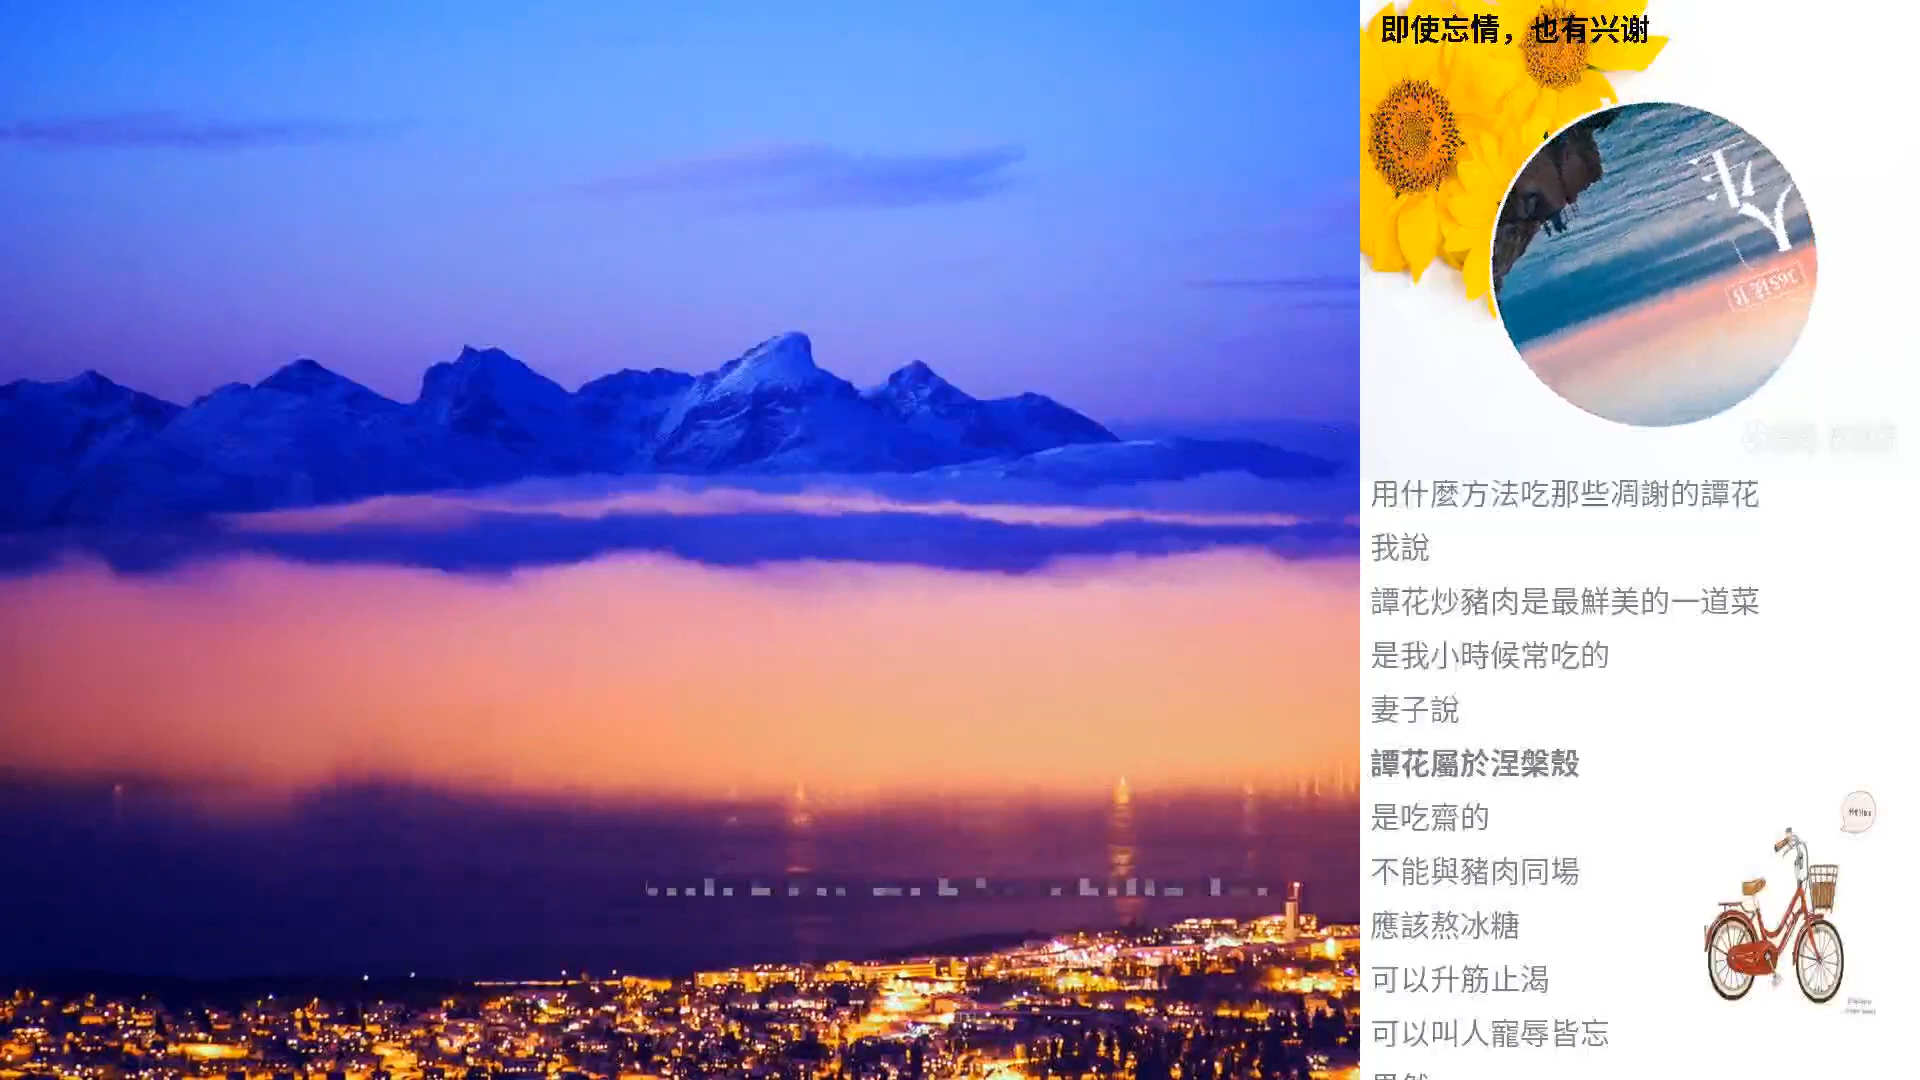 即使忘情，也有兴谢
用什麼方法吃那些凋謝的譚花
我說
譚花炒豬肉是最鮮美的一道菜
是我小時候常吃的
妻子說
譚花屬於涅槃殼
是吃齋的
不能與豬肉同場
應該熬冰糖
可以升筋止渴
可以叫人寵辱皆忘
Hello